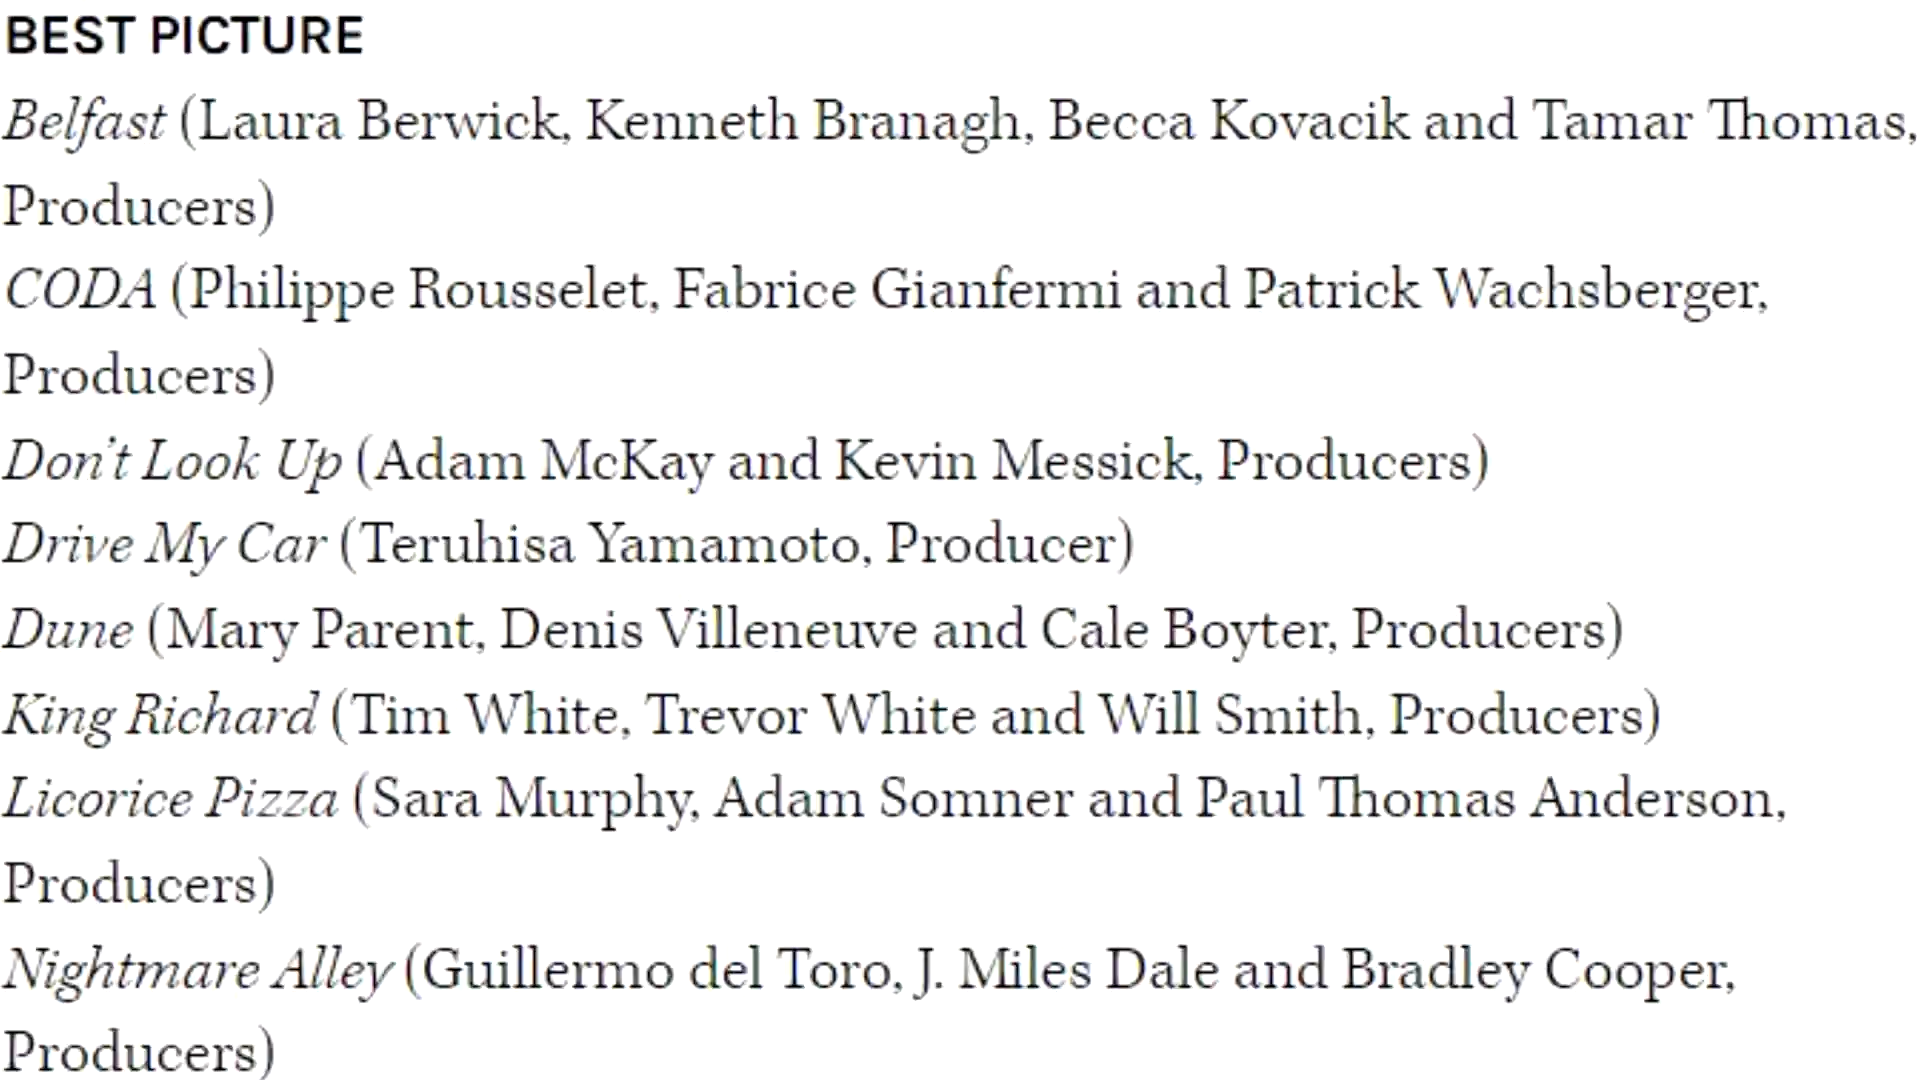 BEST PICTURE
Belfast (Laura Berwick, Kenneth Branagh, Becca Kovacik and Tamar Thomas,
Producers)
CODA (Philippe Rousselet, Fabrice Gianfermi and Patrick Wachsberger,
Producers)
Don't Look Up (Adam McKay and Kevin Messick, Producers)
Drive My Car (Teruhisa Yamamoto, Producer)
Dune (Mary Parent, Denis Villeneuve and Cale Boyter, Producers)
King Richard (Tim White, Trevor White and Will Smith, Producers)
Licorice Pizza (Sara Murphy, Adam Somner and Paul Thomas Anderson,
Producers)
Nightmare Alley (Guillermo del Toro, J. Miles Dale and Bradley Cooper,
Producers)